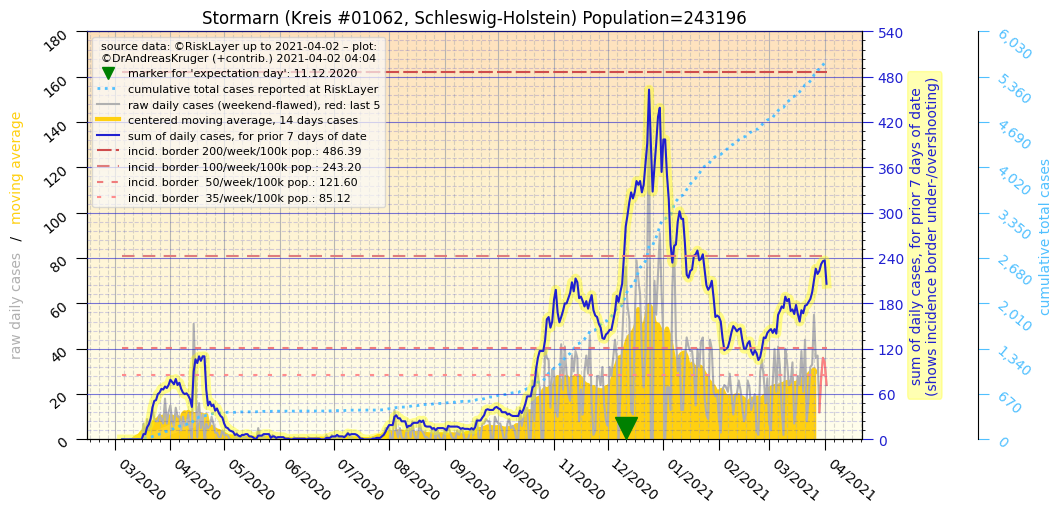 Stormarn (Kreis #01062, Schleswig-Holstein) Population=243196
source data: ©RiskLayer up to 2021-04-02 – plot:
©DrAndreasKruger (+contrib.) 2021-04-02 04:04
marker for 'expectation day': 11.12.2020
cumulative total cases reported at RiskLayer
raw daily cases (weekend-flawed), red: last 5
centered moving average, 14 days cases
sum of daily cases, for prior 7 days of date
incid. border 200/week/100k pop.: 486.39
incid. border 100/week/100k pop.: 243.20
incid. border  50/week/100k pop.: 121.60
incid. border  35/week/100k pop.: 85.12
raw daily cases / moving average
180
160
140
120
100
80
60
40
20
0
03/2020
04/2020
05/2020
06/2020
07/2020
08/2020
09/2020
10/2020
11/2020
12/2020
01/2021
02/2021
03/2021
04/2021
540
480
420
360
300
240
180
120
60
0
sum of daily cases, for prior 7 days of date
(shows incidence border under-/overshooting)
6,030
5,360
4,690
4,020
3,350
2,680
2,010
1,340
670
0
cumulative total cases